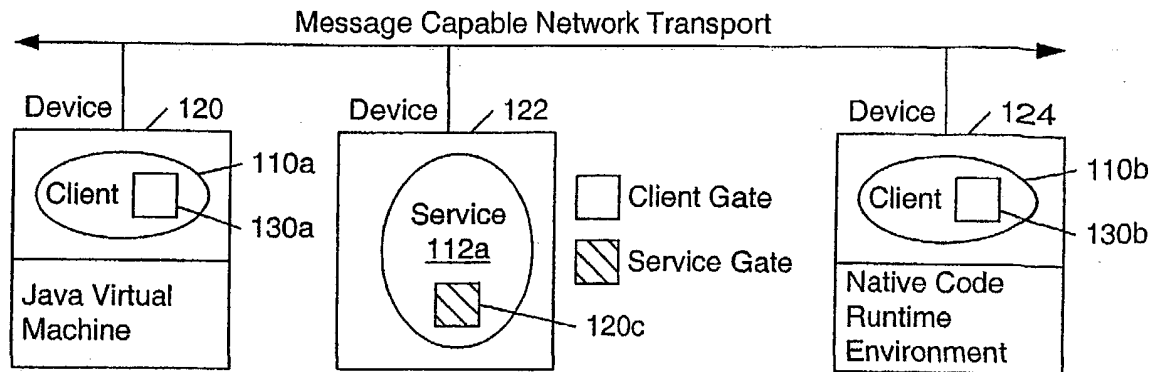 Message Capable Network Transport
Device 120
Device 122
Device 124
110a
Client
130a
Java Virtual
Machine
Service
112a
120c
Client Gate
Service Gate
110b
Client
130b
Native Code
Runtime
Environment